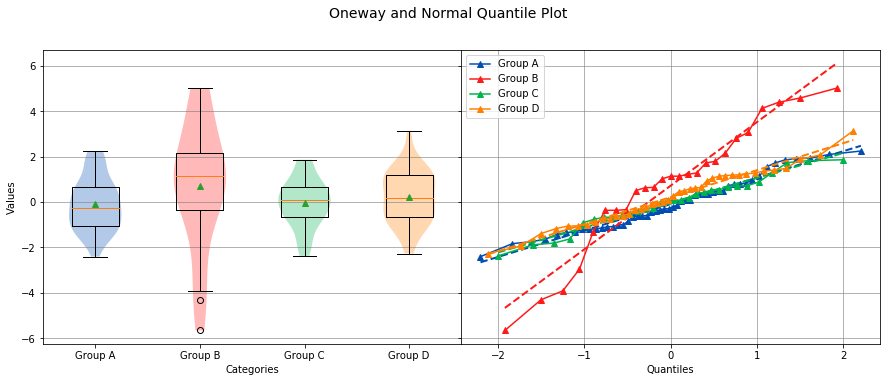 Oneway and Normal Quantile Plot
Values
6
4
2
0
−2
−4
−6
Group A
Group B
Group C
Group D
Categories
Group A
Group B
Group C
Group D
−2
−1
0
1
2
Quantiles